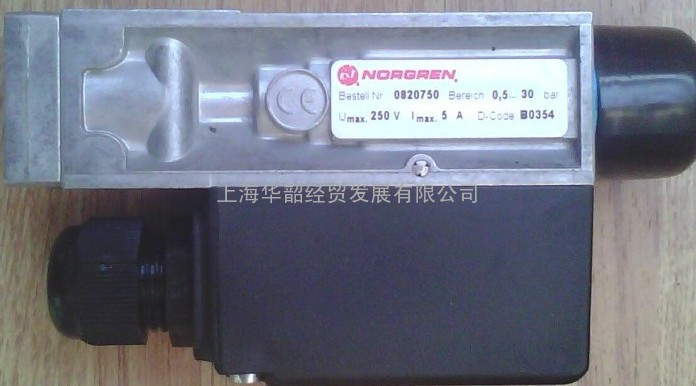 NORGREN
Bestell Nr 0820750 Bereich 0,5... 30 bar
Umax. 250 V Imax. 5 A D-Code B0354
CE
上海华韶经贸发展有限公司